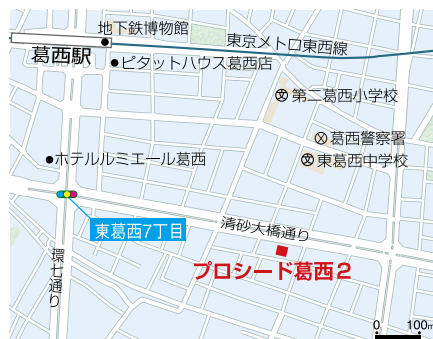 地下鉄博物館
東京メトロ東西線
葛西駅
ピタットハウス葛西店
文 第二葛西小学校
葛西警察署
文 東葛西中学校
ホテルルミエール葛西
東葛西7丁目
清砂大橋通り
環七通り
プロシード葛西2
0 100m